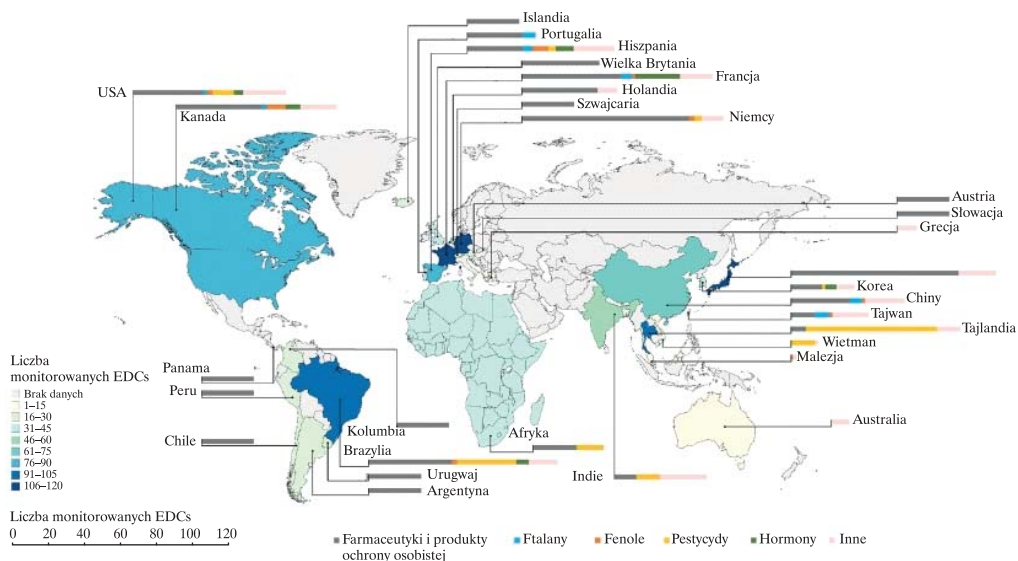 Islandia
Portugalia
Hiszpania
Wielka Brytania
Francja
Holandia
Szwajcaria
Niemcy
USA
Kanada
Austria
Słowacja
Grecja
Korea
Chiny
Tajwan
Tajlandia
Wietman
Malezja
Australia
Liczba
monitorowanych EDCs
Brak danych
1–15
16–30
31–45
46–60
61–75
76–90
91–105
106–120
Panama
Peru
Chile
Kolumbia
Brazylia
Urugwaj
Argentyna
Afryka
Indie
Liczba monitorowanych EDCs
0 20 40 60 80 100 120
Farmaceutyki i produkty
ochrony osobistej
Ftalany
Fenole
Pestycydy
Hormony
Inne